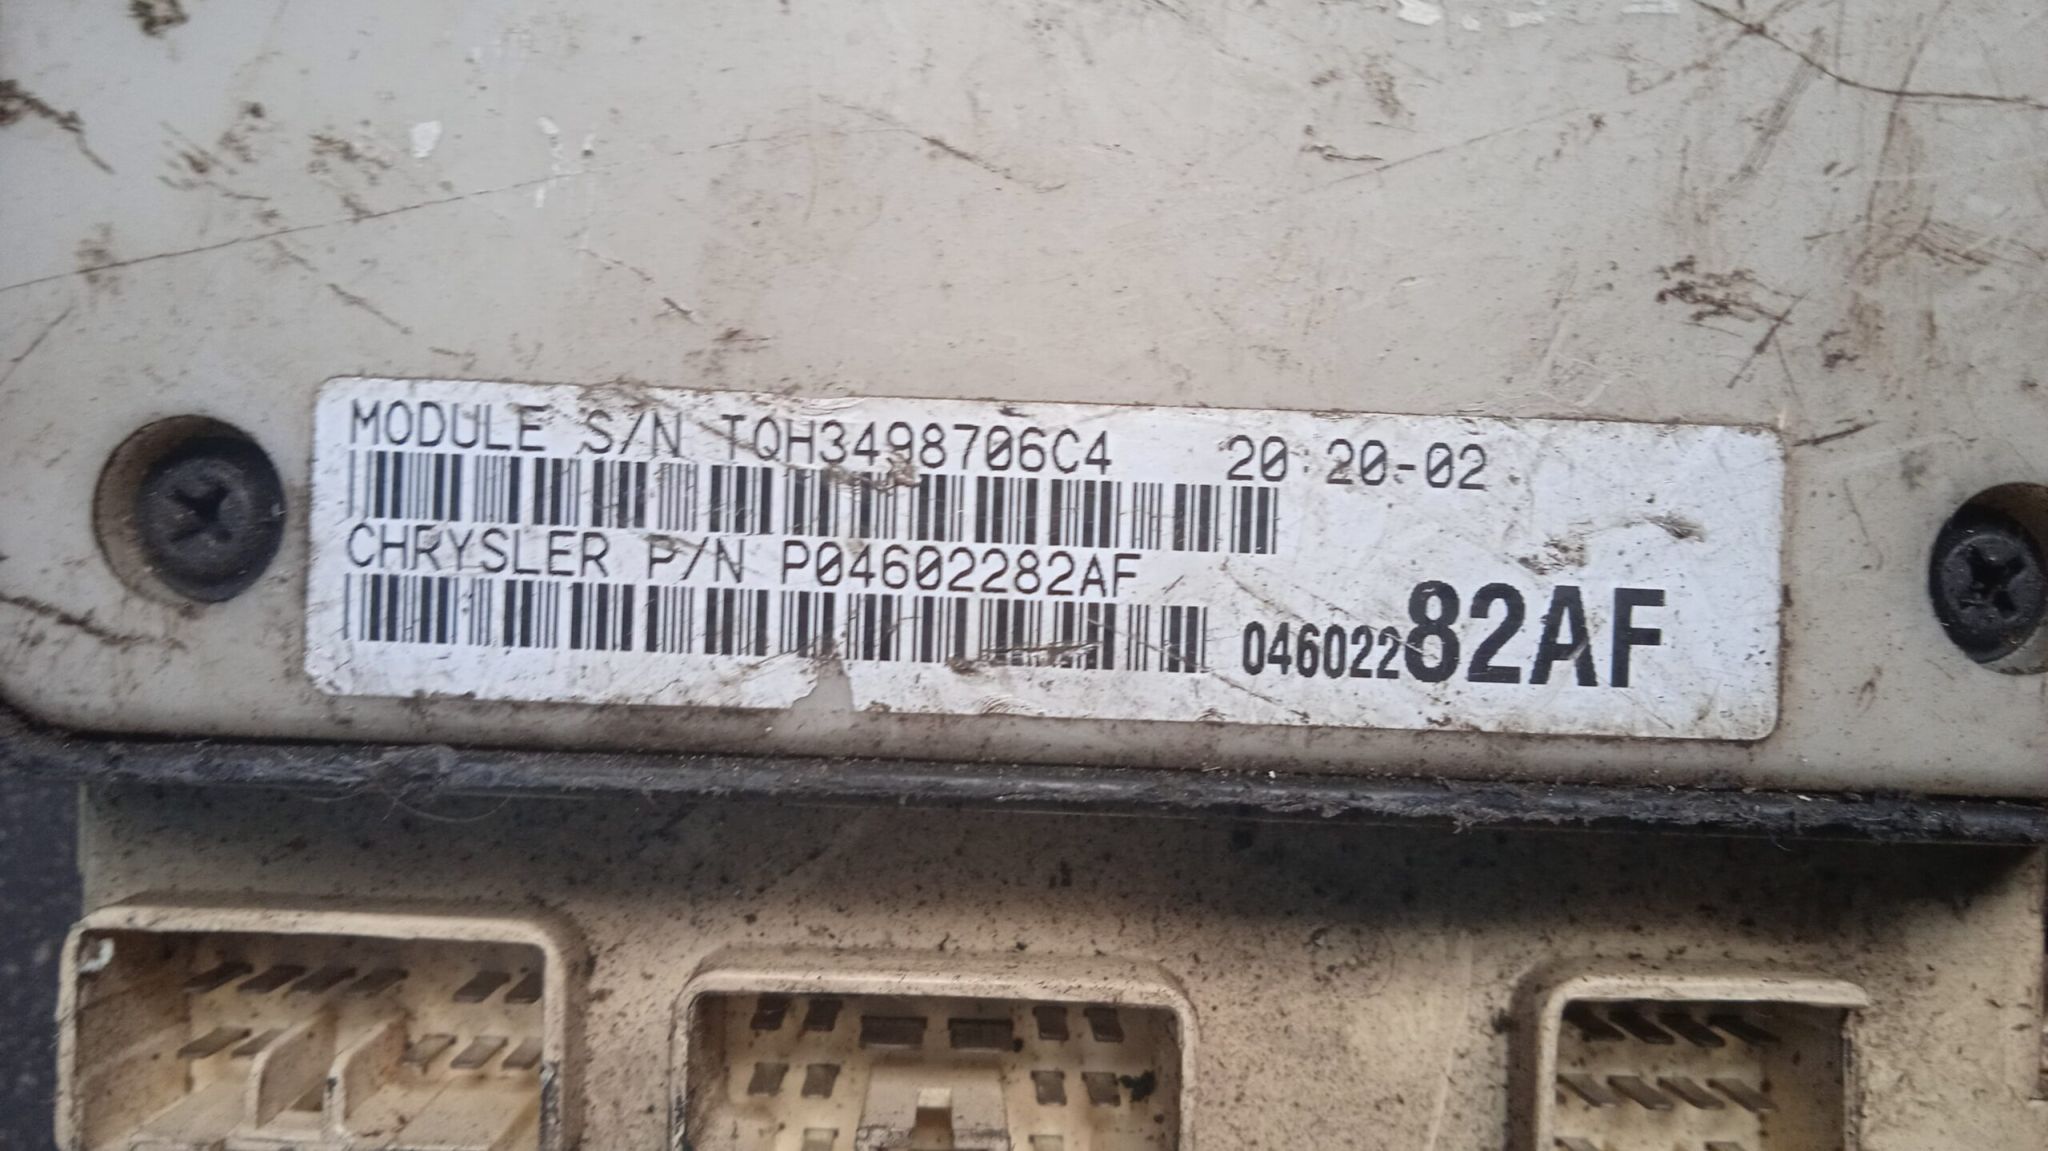 MODULE S/N TQH3498706C4 20 20-02
CHRYSLER P/N P04602282AF
04602282AF